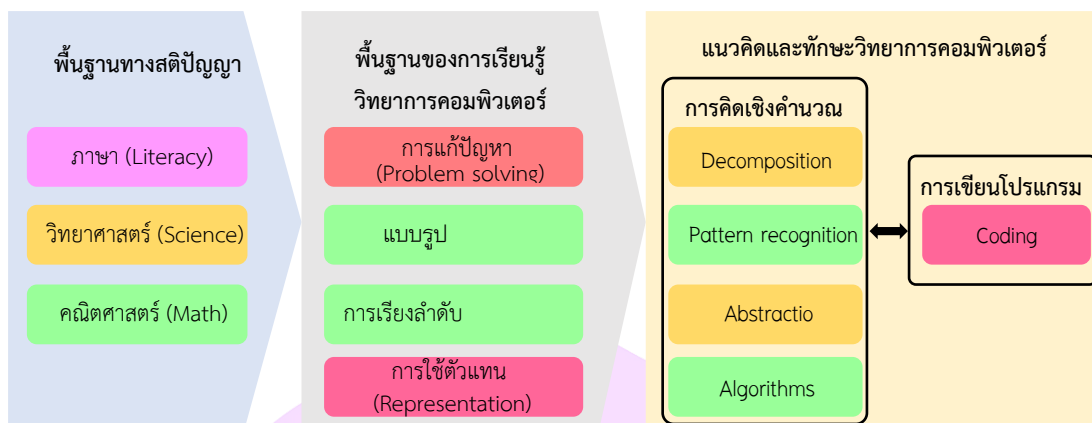 พื้นฐานทางสติปัญญา
ภาษา (Literacy)
วิทยาศาสตร์ (Science)
คณิตศาสตร์ (Math)
พื้นฐานของการเรียนรู้
วิทยาการคอมพิวเตอร์
การแก้ปัญหา
(Problem solving)
แบบรูป
การเรียงลำดับ
การใช้ตัวแทน
(Representation)
แนวคิดและทักษะวิทยาการคอมพิวเตอร์
การคิดเชิงคำนวณ
Decomposition
Pattern recognition
Abstractio
Algorithms
การเขียนโปรแกรม
Coding